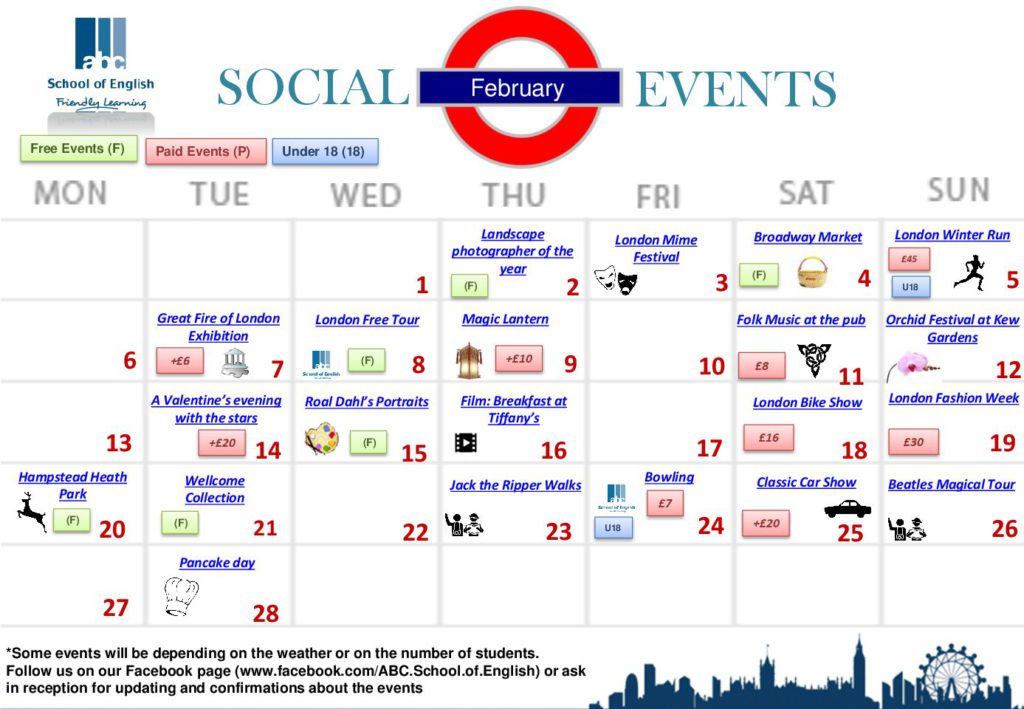 abc
School of English
Friendly Learning
SOCIAL
February
EVENTS
Free Events (F)
Paid Events (P)
Under 18 (18)
MON
TUE
WED
THU
FRI
SAT
SUN
1
Landscape
photographer of the
year
(F)
2
London Mime
Festival
3
Broadway Market
(F)
4
London Winter Run
£45
U18
5
6
Great Fire of London
Exhibition
+£6
7
London Free Tour
abc
School of English
(F)
8
Magic Lantern
+£10
9
10
Folk Music at the pub
£8
11
Orchid Festival at Kew
Gardens
12
13
A Valentine's evening
with the stars
+£20
14
Roal Dahl's Portraits
(F)
15
Film: Breakfast at
Tiffany's
16
17
London Bike Show
£16
18
London Fashion Week
£30
19
Hampstead Heath
Park
(F)
20
Wellcome
Collection
(F)
21
22
Jack the Ripper Walks
23
Bowling
abc
School of English
£7
U18
24
Classic Car Show
+£20
25
Beatles Magical Tour
26
27
Pancake day
28
*Some events will be depending on the weather or on the number of students.
Follow us on our Facebook page (www.facebook.com/ABC.School.of.English) or ask
in reception for updating and confirmations about the events